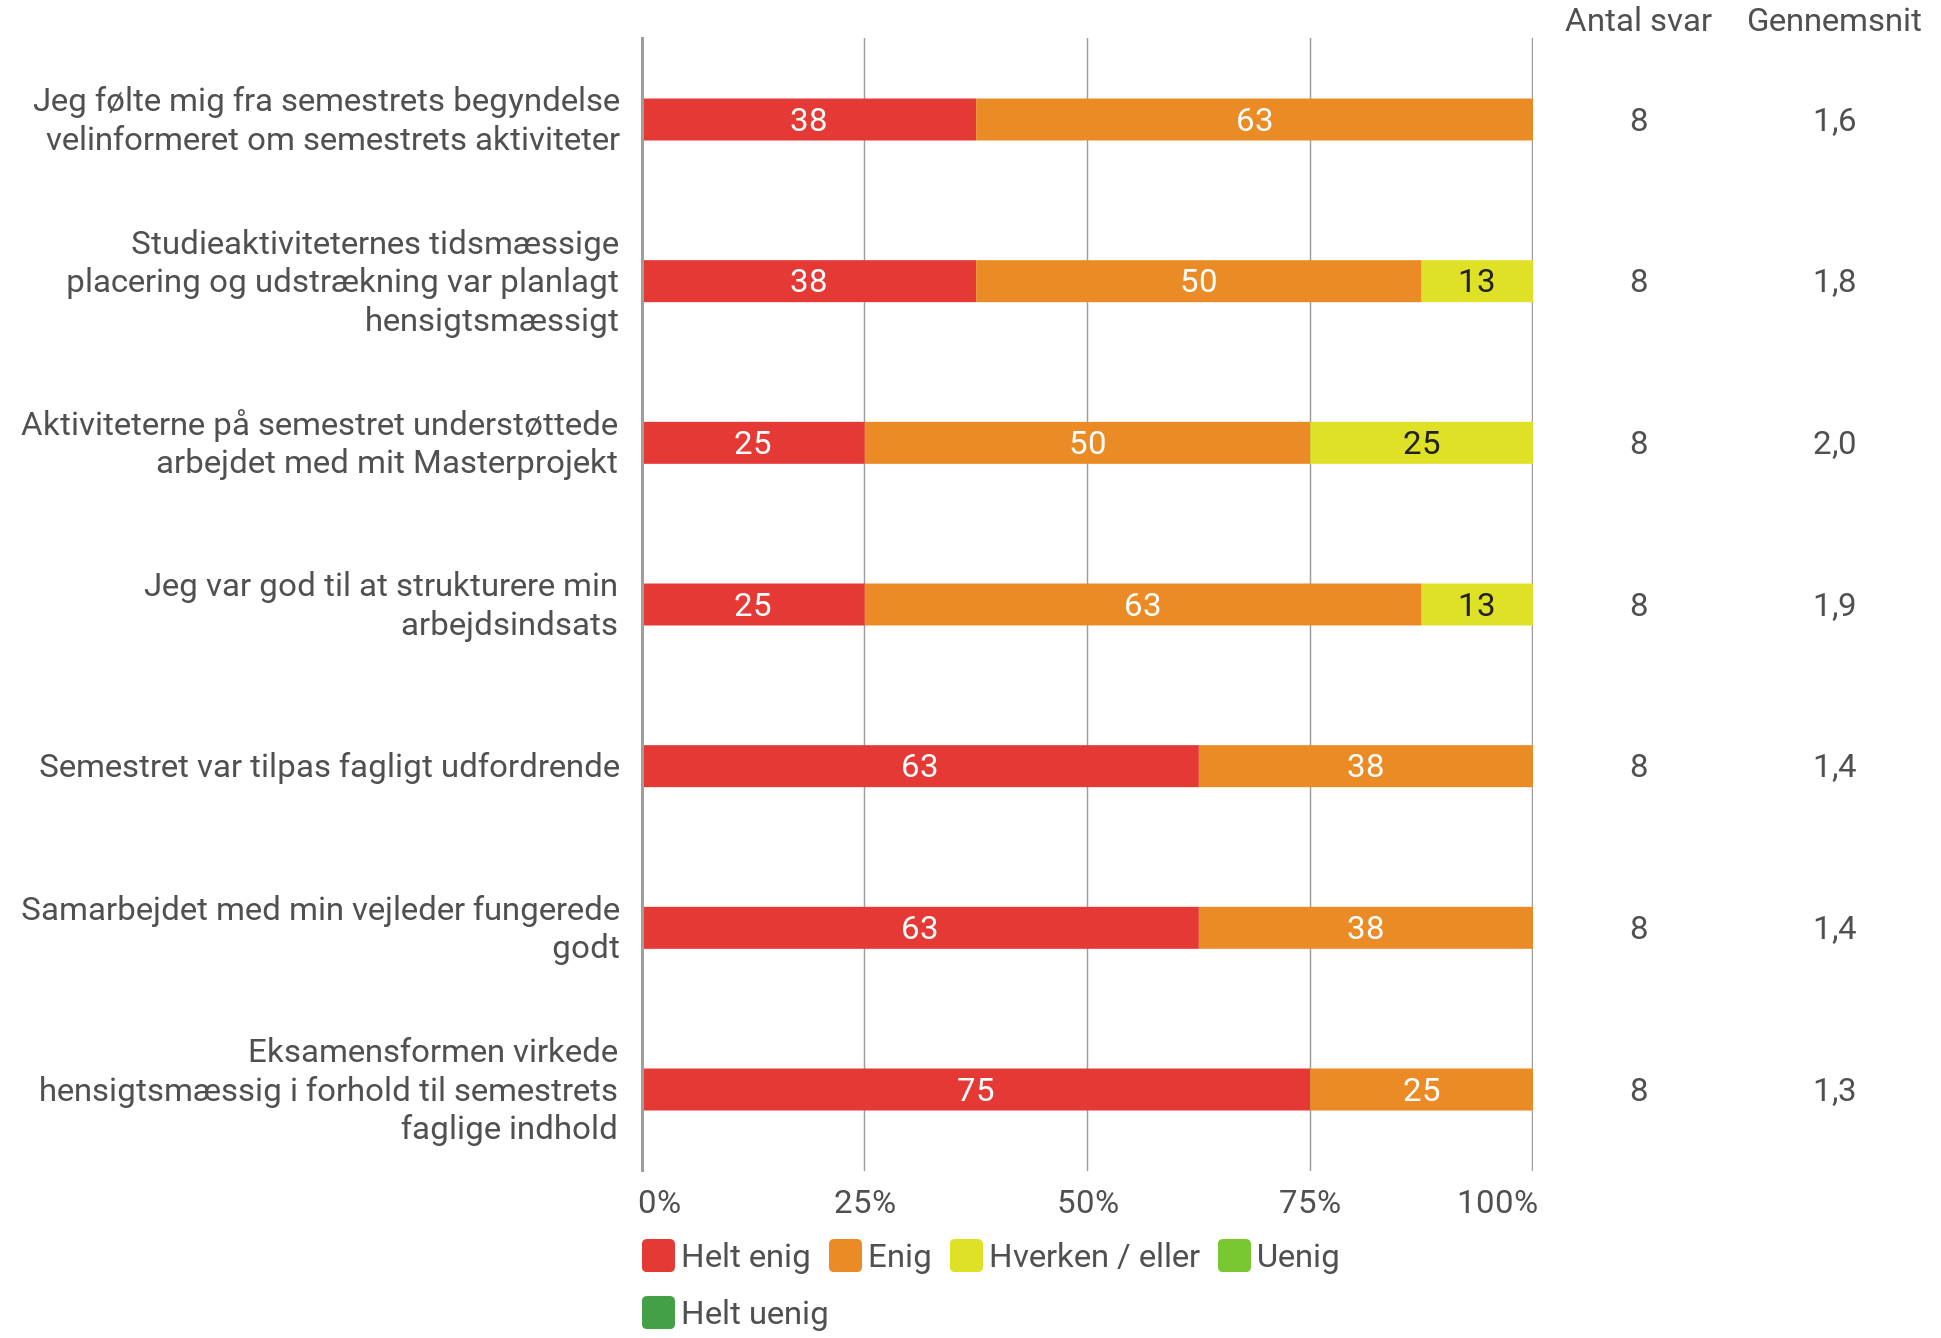 Antal svar Gennemsnit
Jeg følte mig fra semestrets begyndelse
velinformeret om semestrets aktiviteter
38 63 8 1,6
Studieaktiviteternes tidsmæssige
placering og udstrækning var planlagt
hensigtsmæssigt
38 50 13 8 1,8
Aktiviteterne på semestret understøttede
arbejdet med mit Masterprojekt
25 50 25 8 2,0
Jeg var god til at strukturere min
arbejdsindsats
25 63 13 8 1,9
Semestret var tilpas fagligt udfordrende
63 38 8 1,4
Samarbejdet med min vejleder fungerede
godt
63 38 8 1,4
Eksamensformen virkede
hensigtsmæssig i forhold til semestrets
faglige indhold
75 25 8 1,3
0% 25% 50% 75% 100%
Helt enig Enig Hverken / eller Uenig
Helt uenig